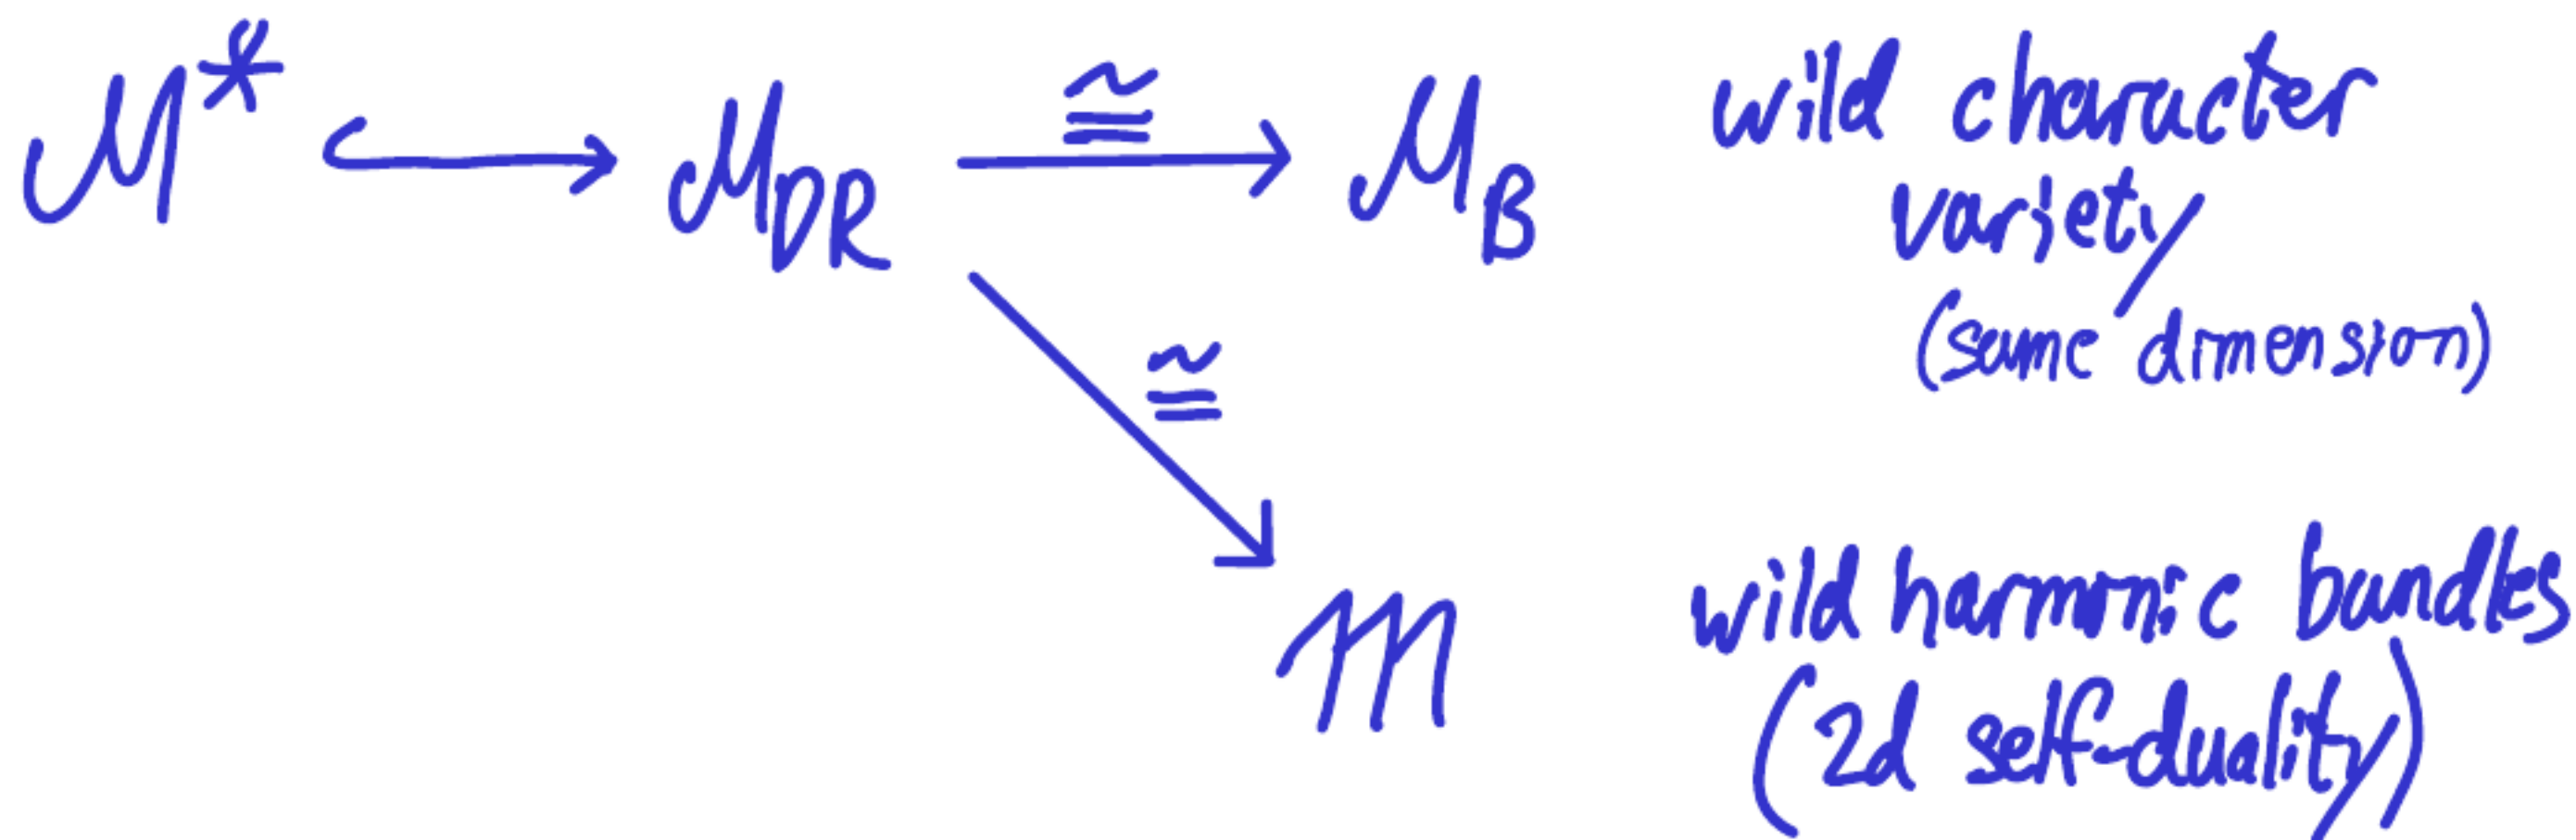 M* ↪ M_DR ≅→ M_B wild character
variety
(same dimension)
≅
M wild harmonic bundles
(2d self-duality)